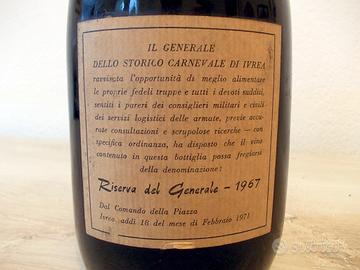 IL GENERALE
DELLO STORICO CARNEVALE DI IVREA
ravvisata l'opportunità di meglio alimentare
le proprie fedeli truppe e tutti i devoti sudditi,
sentiti i pareri dei consiglieri militari e civili
dei servizi logistici delle armate, previe accu-
rate consultazioni e scrupolose ricerche — con
specifica ordinanza, ha disposto che il vino
contenuto in questa bottiglia possa fregiarsi
della denominazione:
Riserva del Generale - 1967
Dal Comando della Piazza
Ivrea, addì 16 del mese di Febbraio 1971
subito.it